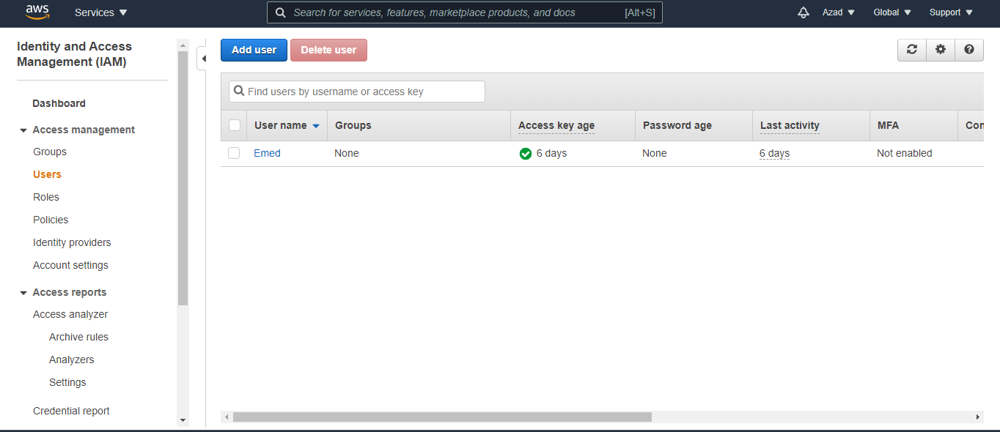 aws Services Search for services, features, marketplace products, and docs [Alt+S] Azad Global Support
Identity and Access
Management (IAM)
Dashboard
Access management
Groups
Users
Roles
Policies
Identity providers
Account settings
Access reports
Access analyzer
Archive rules
Analyzers
Settings
Credential report
Add user Delete user
Find users by username or access key
User name Groups Access key age Password age Last activity MFA Con
Emed None 6 days None 6 days Not enabled